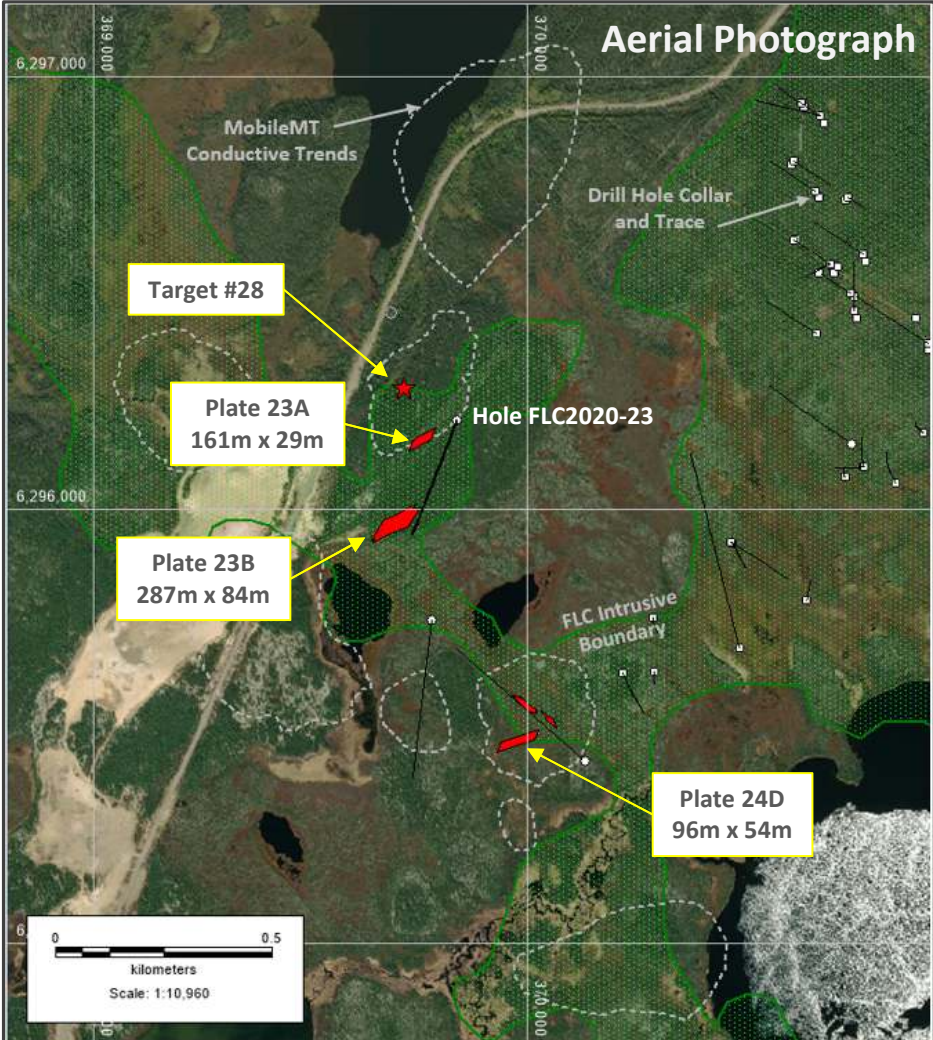 Aerial Photograph
369,000
370,000
6,297,000
MobileMT
Conductive Trends
Drill Hole Collar
and Trace
Target #28
Plate 23A
161m x 29m
Hole FLC2020-23
6,296,000
Plate 23B
287m x 84m
FLC Intrusive
Boundary
Plate 24D
96m x 54m
0 0.5
kilometers
Scale: 1:10,960
370,000